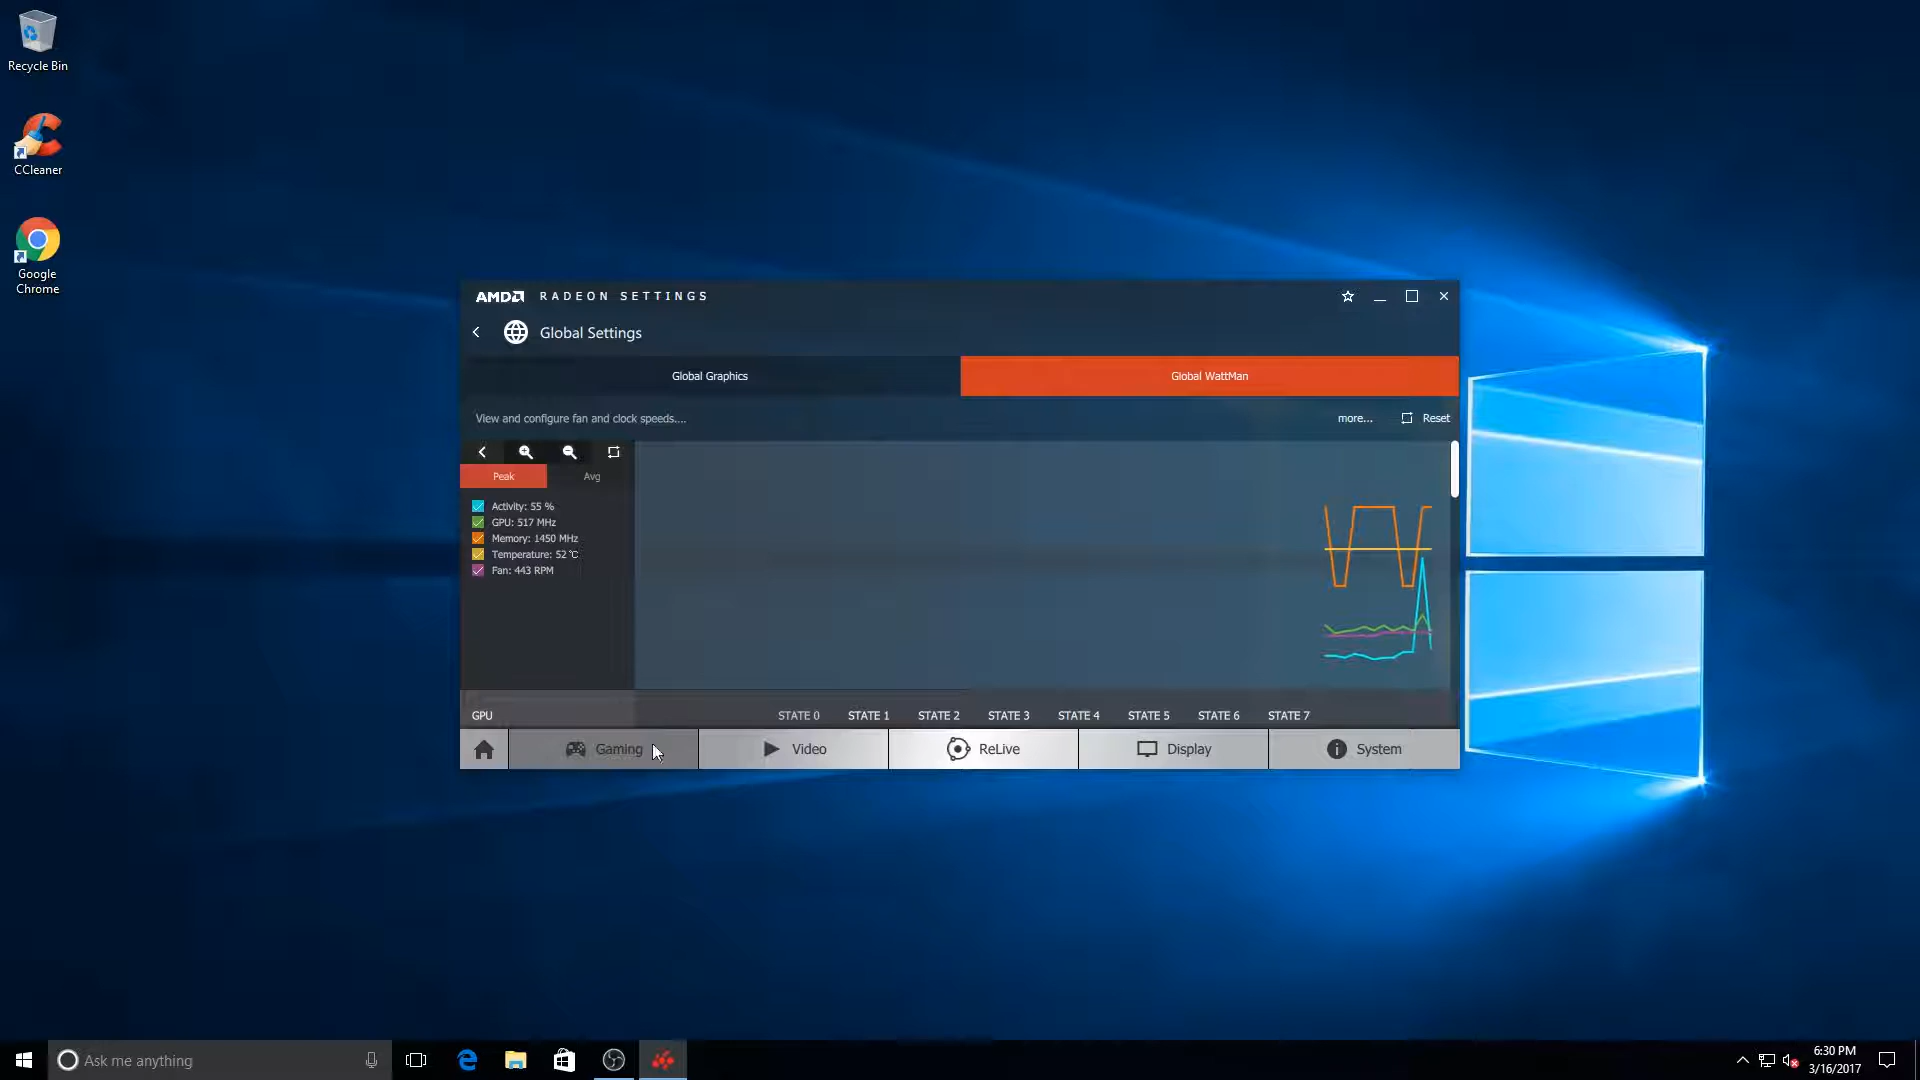 Recycle Bin
CCleaner
Google
Chrome
AMD RADEON SETTINGS
Global Settings
Global Graphics
Global WattMan
View and configure fan and clock speeds....
more...
Reset
Peak
Avg
Activity: 55 %
GPU: 517 MHz
Memory: 1450 MHz
Temperature: 52 °C
Fan: 443 RPM
GPU
STATE 0
STATE 1
STATE 2
STATE 3
STATE 4
STATE 5
STATE 6
STATE 7
Gaming
Video
ReLive
Display
System
Ask me anything
6:30 PM
3/16/2017